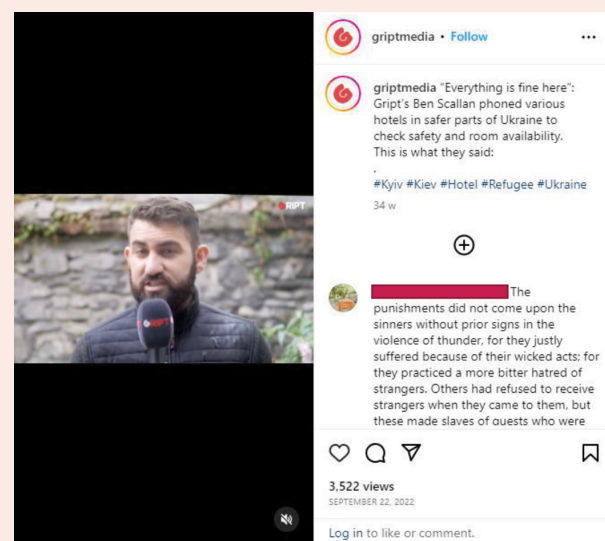 griptmedia • Follow
griptmedia "Everything is fine here":
Gript's Ben Scallan phoned various
hotels in safer parts of Ukraine to
check safety and room availability.
This is what they said:
.
#Kyiv #Kiev #Hotel #Refugee #Ukraine
34 w
GRIPT
GRIPT
The
punishments did not come upon the
sinners without prior signs in the
violence of thunder, for they justly
suffered because of their wicked acts; for
they practiced a more bitter hatred of
strangers. Others had refused to receive
strangers when they came to them, but
these made slaves of guests who were
3,522 views
SEPTEMBER 22, 2022
Log in to like or comment.